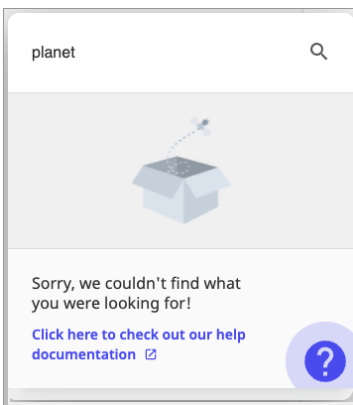 planet
Sorry, we couldn't find what
you were looking for!
Click here to check out our help
documentation
?